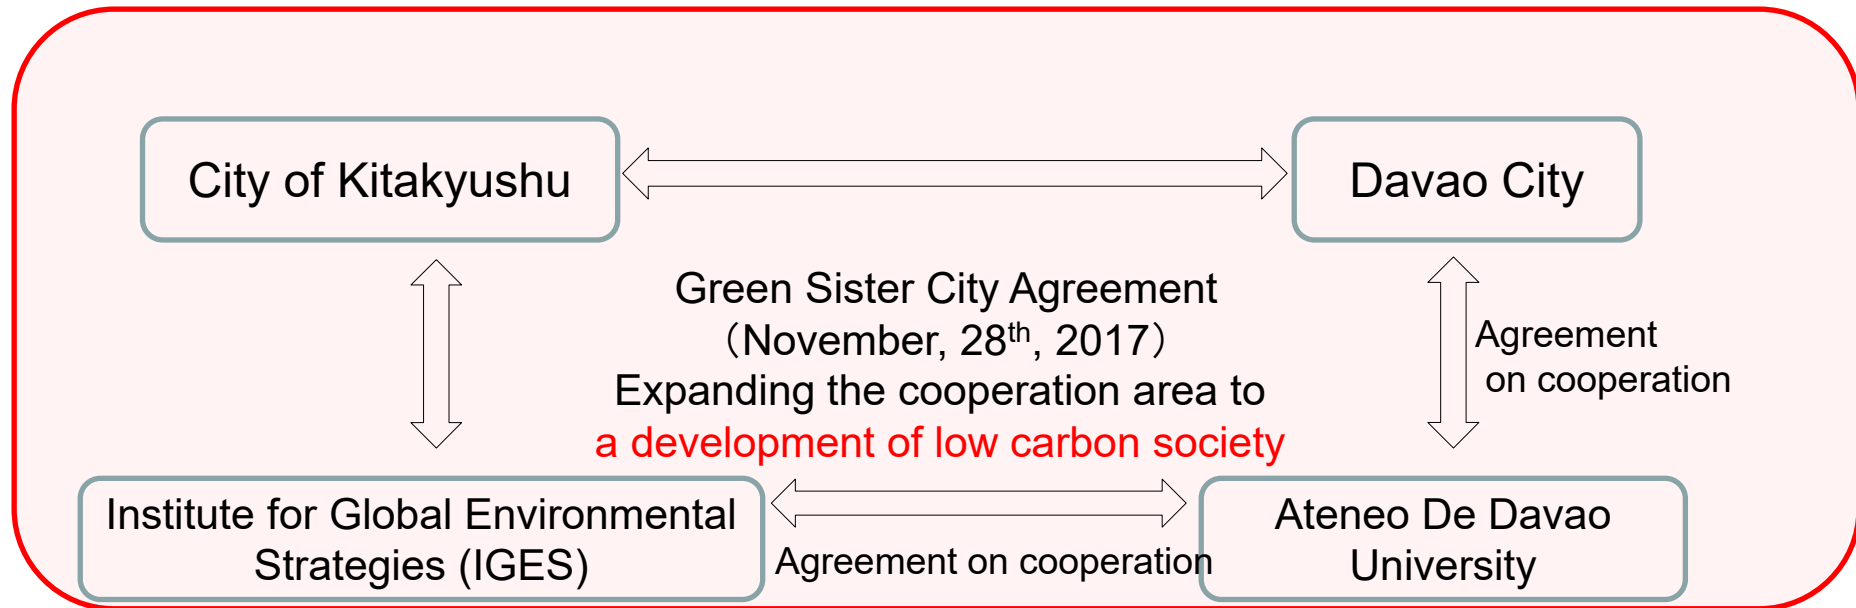 City of Kitakyushu
Davao City
Green Sister City Agreement
（November, 28th, 2017）
Expanding the cooperation area to
a development of low carbon society
Agreement
on cooperation
Institute for Global Environmental
Strategies (IGES)
Agreement on cooperation
Ateneo De Davao
University